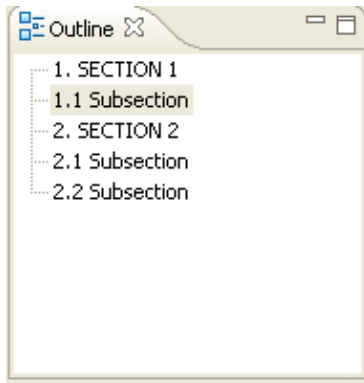 Outline
1. SECTION 1
1.1 Subsection
2. SECTION 2
2.1 Subsection
2.2 Subsection